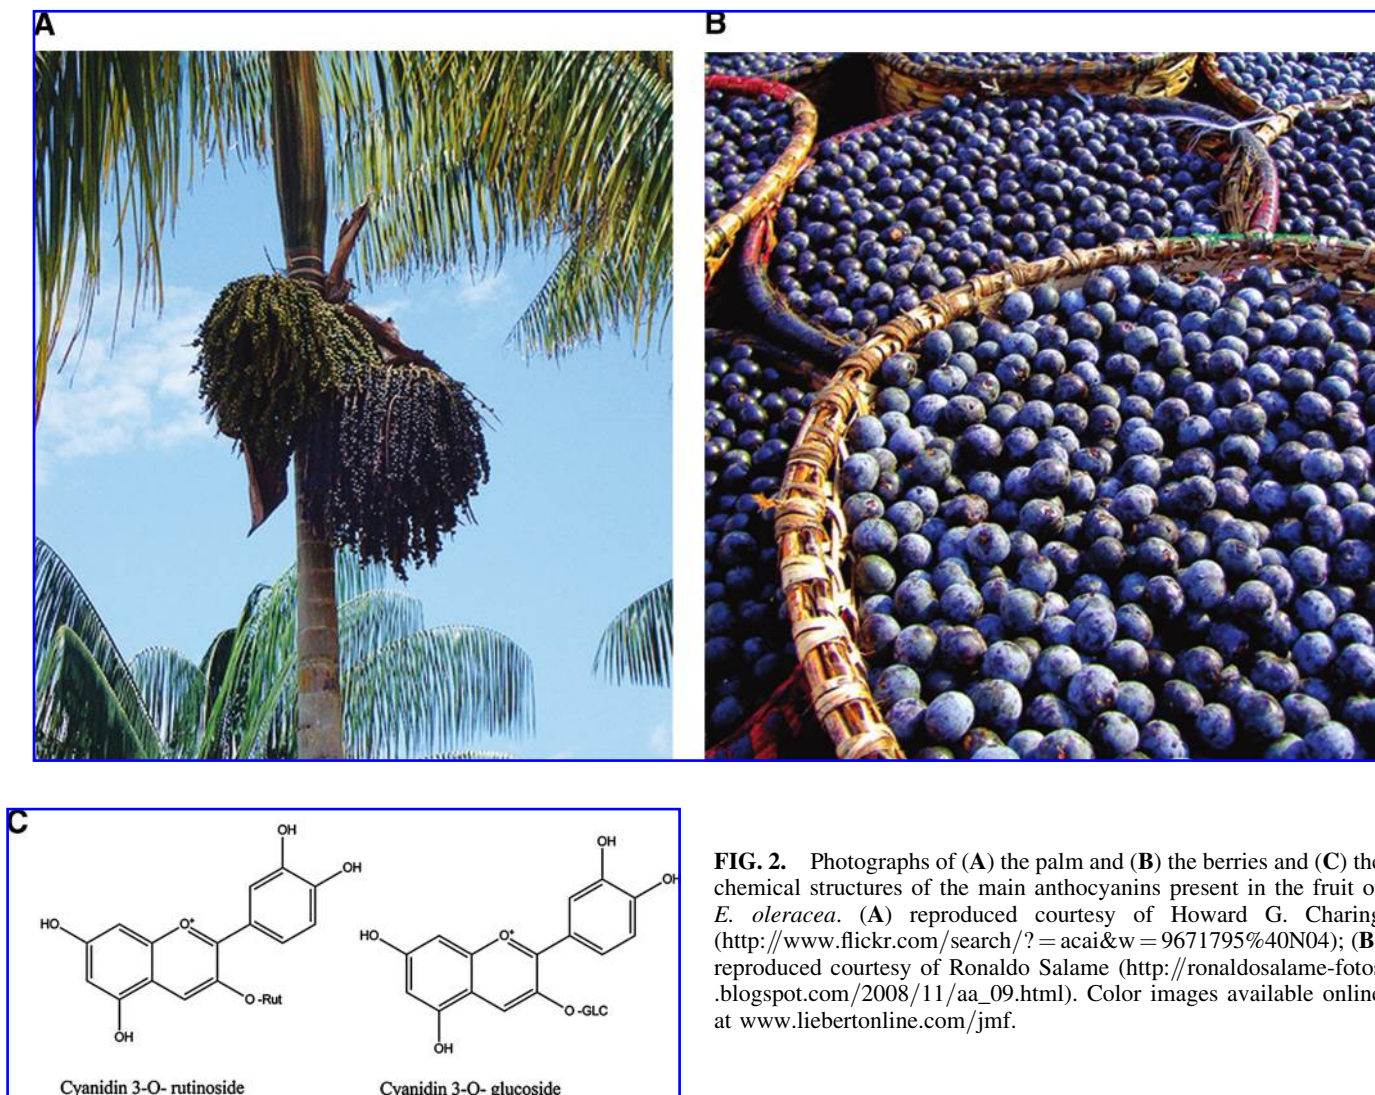 A
B
C
OH
OH
HO
O+
O -Rut
OH
Cyanidin 3-O- rutinoside
OH
OH
HO
O+
O -GLC
OH
Cyanidin 3-O- glucoside
FIG. 2. Photographs of (A) the palm and (B) the berries and (C) the
chemical structures of the main anthocyanins present in the fruit o
E. oleracea. (A) reproduced courtesy of Howard G. Charing
(http://www.flickr.com/search/?=acai&w=9671795%40N04); (B
reproduced courtesy of Ronaldo Salame (http://ronaldosalame-fotos
.blogspot.com/2008/11/aa_09.html). Color images available online
at www.liebertonline.com/jmf.